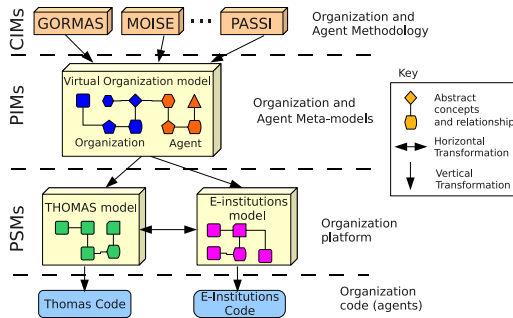 CIMs
GORMAS
MOISE
...
PASSI
Organization and
Agent Methodology
PIMs
Virtual Organization model
Organization
Agent
Organization and
Agent Meta-models
PSMs
THOMAS model
E-institutions
model
Organization
platform
Thomas Code
E-Institutions
Code
Organization
code (agents)
Key
Abstract
concepts
and relationship
Horizontal
Transformation
Vertical
Transformation